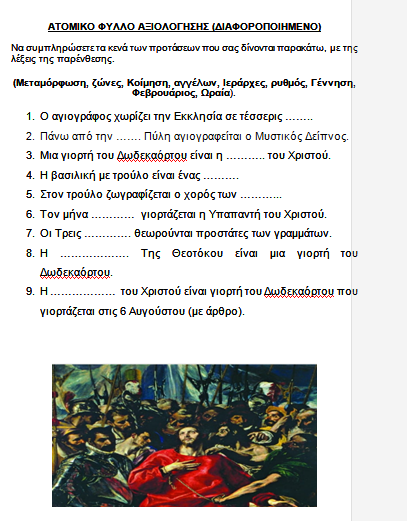 ΑΤΟΜΙΚΟ ΦΥΛΛΟ ΑΞΙΟΛΟΓΗΣΗΣ (ΔΙΑΦΟΡΟΠΟΙΗΜΕΝΟ)
Να συμπληρώσετε τα κενά των προτάσεων που σας δίνονται παρακάτω, με της
λέξεις της παρένθεσης.
(Μεταμόρφωση, ζώνες, Κοίμηση, αγγέλων, Ιεράρχες, ρυθμός, Γέννηση,
Φεβρουάριος, Ωραία).
1. Ο αγιογράφος χωρίζει την Εκκλησία σε τέσσερις ……..
2. Πάνω από την ……. Πύλη αγιογραφείται ο Μυστικός Δείπνος.
3. Μια γιορτή του Δωδεκαόρτου είναι η ……….. του Χριστού.
4. Η βασιλική με τρούλο είναι ένας ……….
5. Στον τρούλο ζωγραφίζεται ο χορός των …………
6. Τον μήνα ………… γιορτάζεται η Υπαπαντή του Χριστού.
7. Οι Τρεις …………. θεωρούνται προστάτες των γραμμάτων.
8. Η ………………. Της Θεοτόκου είναι μια γιορτή του
Δωδεκαόρτου.
9. Η……………… του Χριστού είναι γιορτή του Δωδεκαόρτου που
γιορτάζεται στις 6 Αυγούστου (με άρθρο).